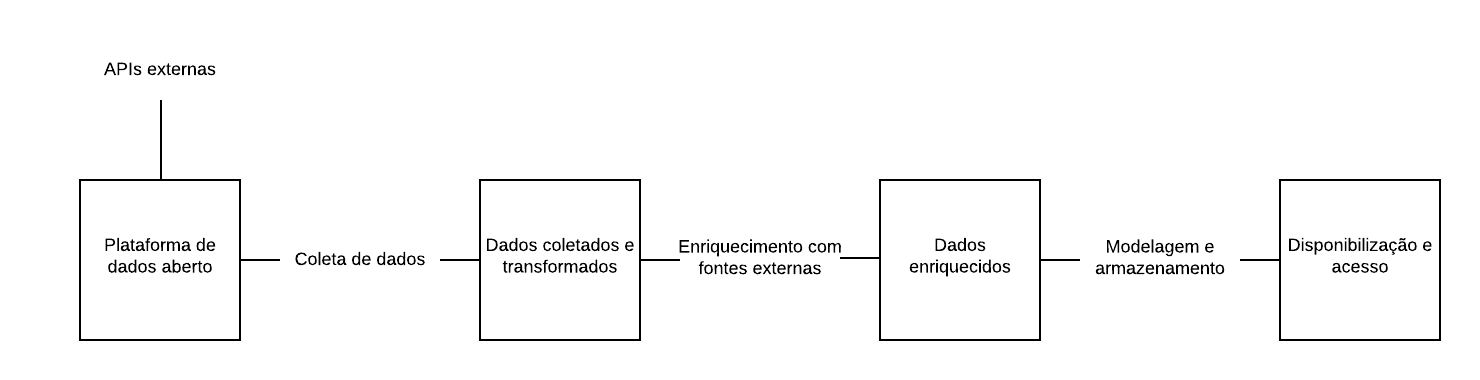 APIs externas
Plataforma de
dados aberto
Coleta de dados
Dados coletados e
transformados
Enriquecimento com
fontes externas
Dados
enriquecidos
Modelagem e
armazenamento
Disponibilização e
acesso